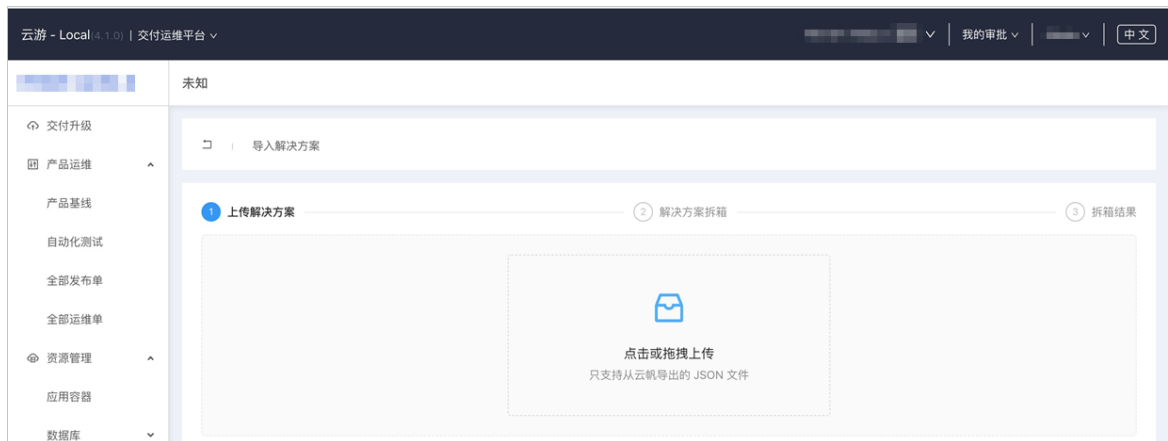 云游 - Local(4.1.0) | 交付运维平台
我的审批
中文
未知
交付升级
导入解决方案
产品运维
产品基线
1 上传解决方案
2 解决方案拆箱
3 拆箱结果
自动化测试
全部发布单
全部运维单
资源管理
点击或拖拽上传
只支持从云帆导出的 JSON 文件
应用容器
数据库